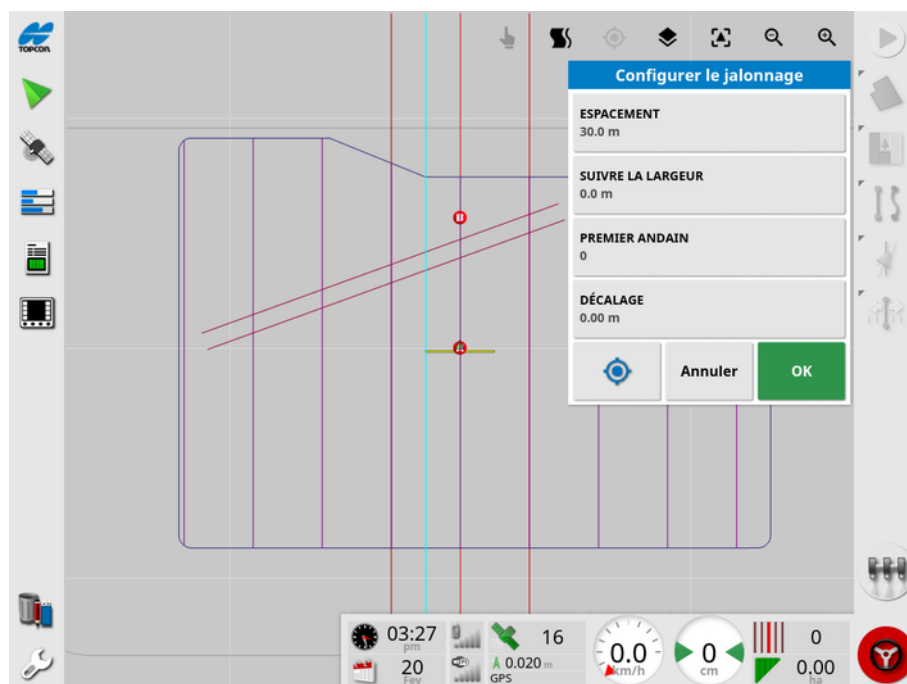 TOPCON
Configurer le jalonnage
ESPACEMENT
30.0 m
SUIVRE LA LARGEUR
0.0 m
PREMIER ANDAIN
0
DÉCALAGE
0.00 m
Annuler
OK
03:27
pm
16
0.0
km/h
0
cm
0
20
Fev
0.020 m
GPS
0.00
ha